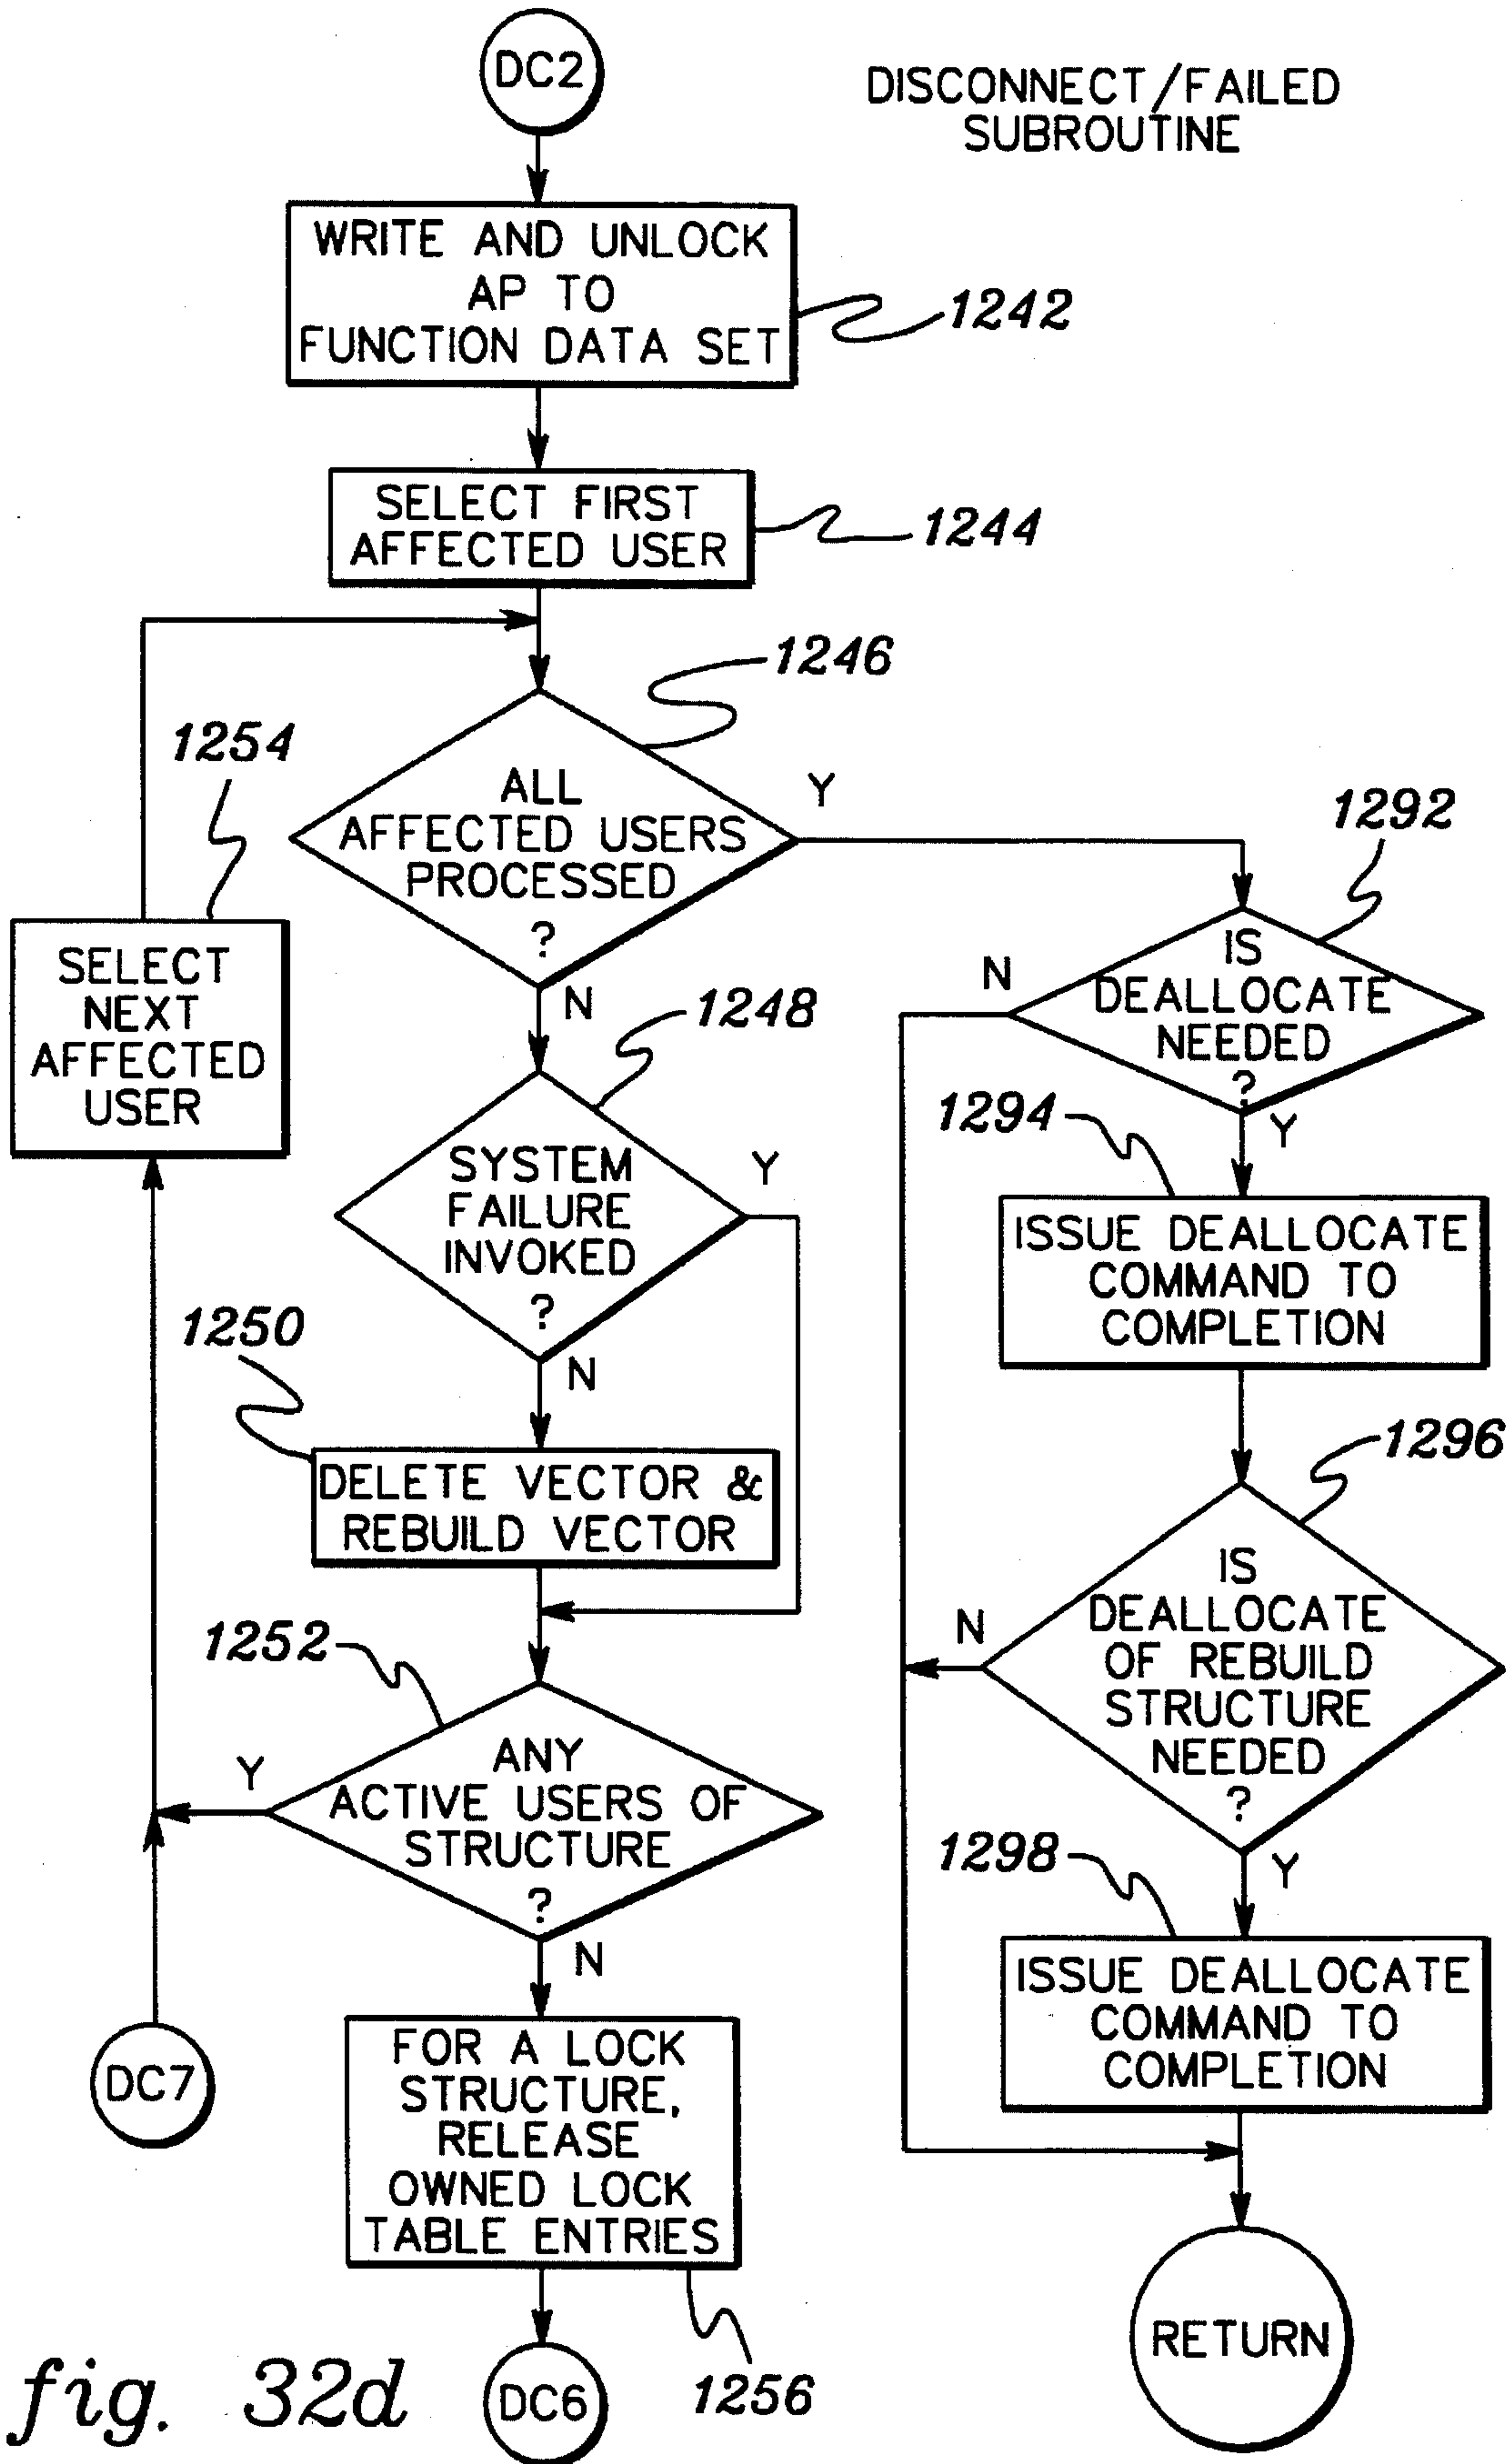 DC2
DISCONNECT/FAILED
SUBROUTINE
WRITE AND UNLOCK
AP TO
FUNCTION DATA SET
1242
SELECT FIRST
AFFECTED USER
1244
1246
1254
ALL
AFFECTED USERS
PROCESSED
?
Y
N
1292
SELECT
NEXT
AFFECTED
USER
IS
DEALLOCATE
NEEDED
?
N
Y
1248
SYSTEM
FAILURE
INVOKED
?
Y
N
1294
ISSUE DEALLOCATE
COMMAND TO
COMPLETION
1250
DELETE VECTOR &
REBUILD VECTOR
1296
IS
DEALLOCATE
OF REBUILD
STRUCTURE
NEEDED
?
N
Y
1252
ANY
ACTIVE USERS OF
STRUCTURE
?
Y
N
1298
ISSUE DEALLOCATE
COMMAND TO
COMPLETION
DC7
FOR A LOCK
STRUCTURE,
RELEASE
OWNED LOCK
TABLE ENTRIES
1256
RETURN
DC6
fig. 32d